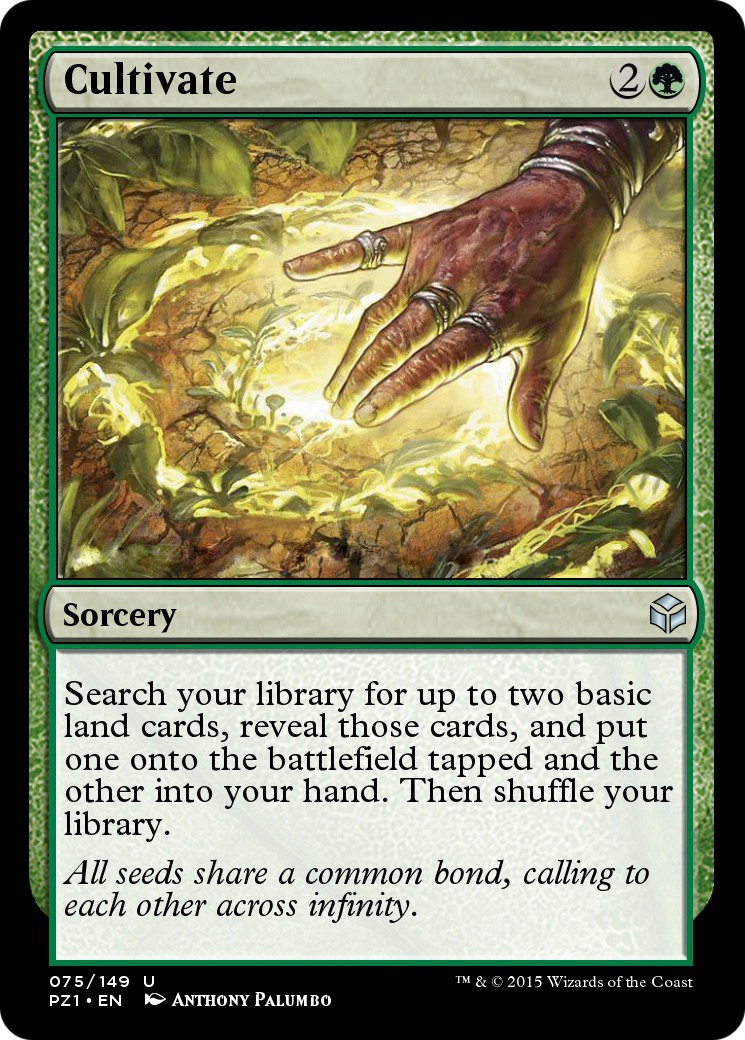 Cultivate 2
Sorcery
Search your library for up to two basic
land cards, reveal those cards, and put
one onto the battlefield tapped and the
other into your hand. Then shuffle your
library.
All seeds share a common bond, calling to
each other across infinity.
075/149 U
PZ1 • EN Anthony Palumbo
™ & © 2015 Wizards of the Coast